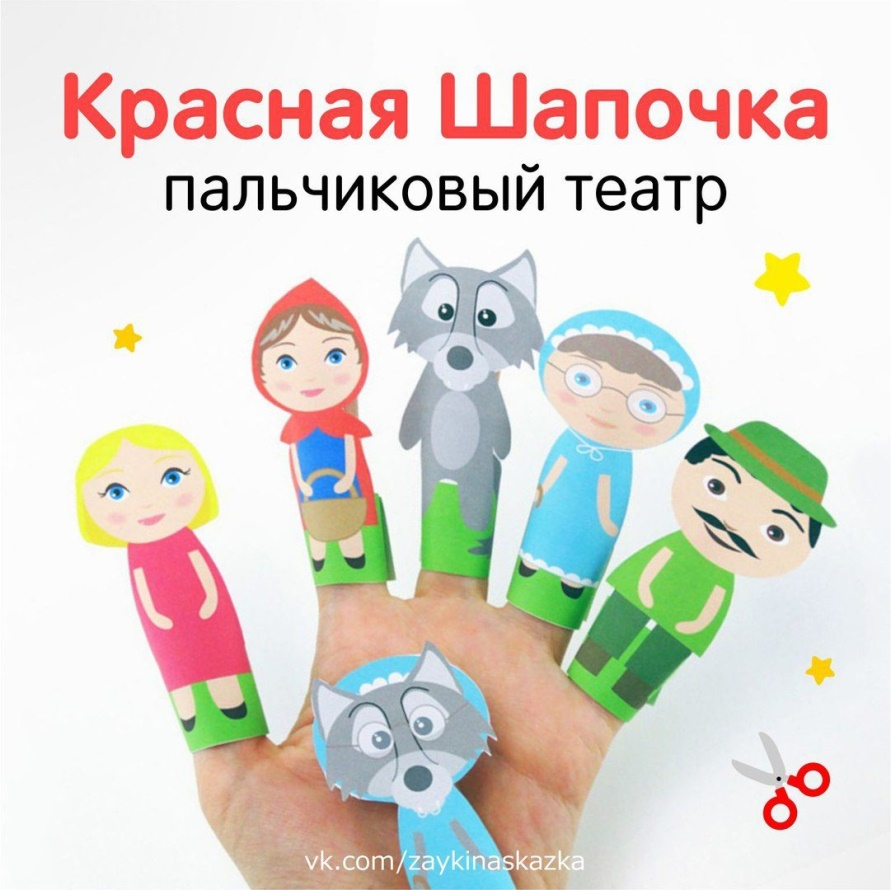 Красная Шапочка
пальчиковый театр
vk.com/zaykinaskazka